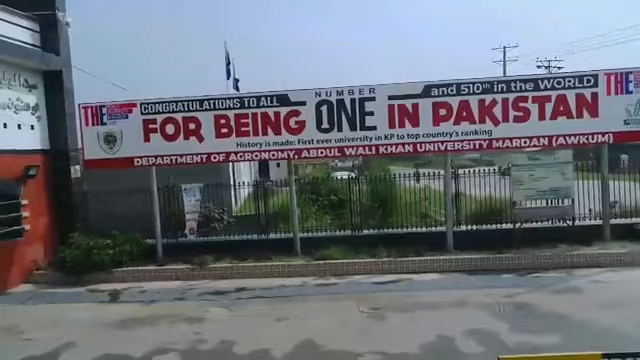 THE
CONGRATULATIONS TO ALL
FOR BEING
NUMBER
ONE
and 510th in the WORLD
IN PAKISTAN
THE
History is made: First ever university in KP to top country's ranking
DEPARTMENT OF AGRONOMY, ABDUL WALI KHAN UNIVERSITY MARDAN (AWKUM)